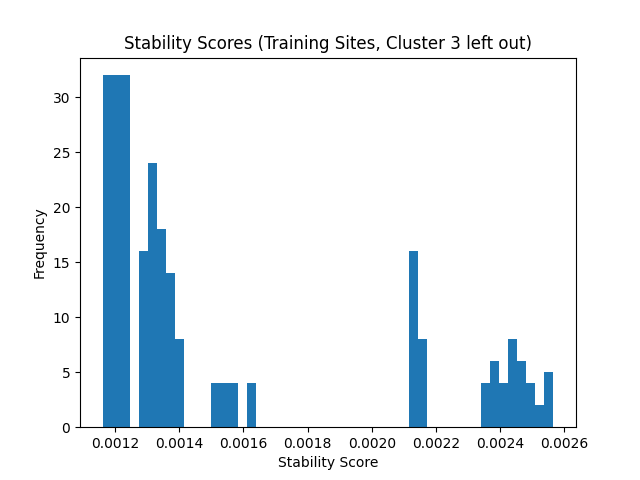 Stability Scores (Training Sites, Cluster 3 left out)
30
25
20
15
10
5
0
Frequency
0.0012 0.0014 0.0016 0.0018 0.0020 0.0022 0.0024 0.0026
Stability Score